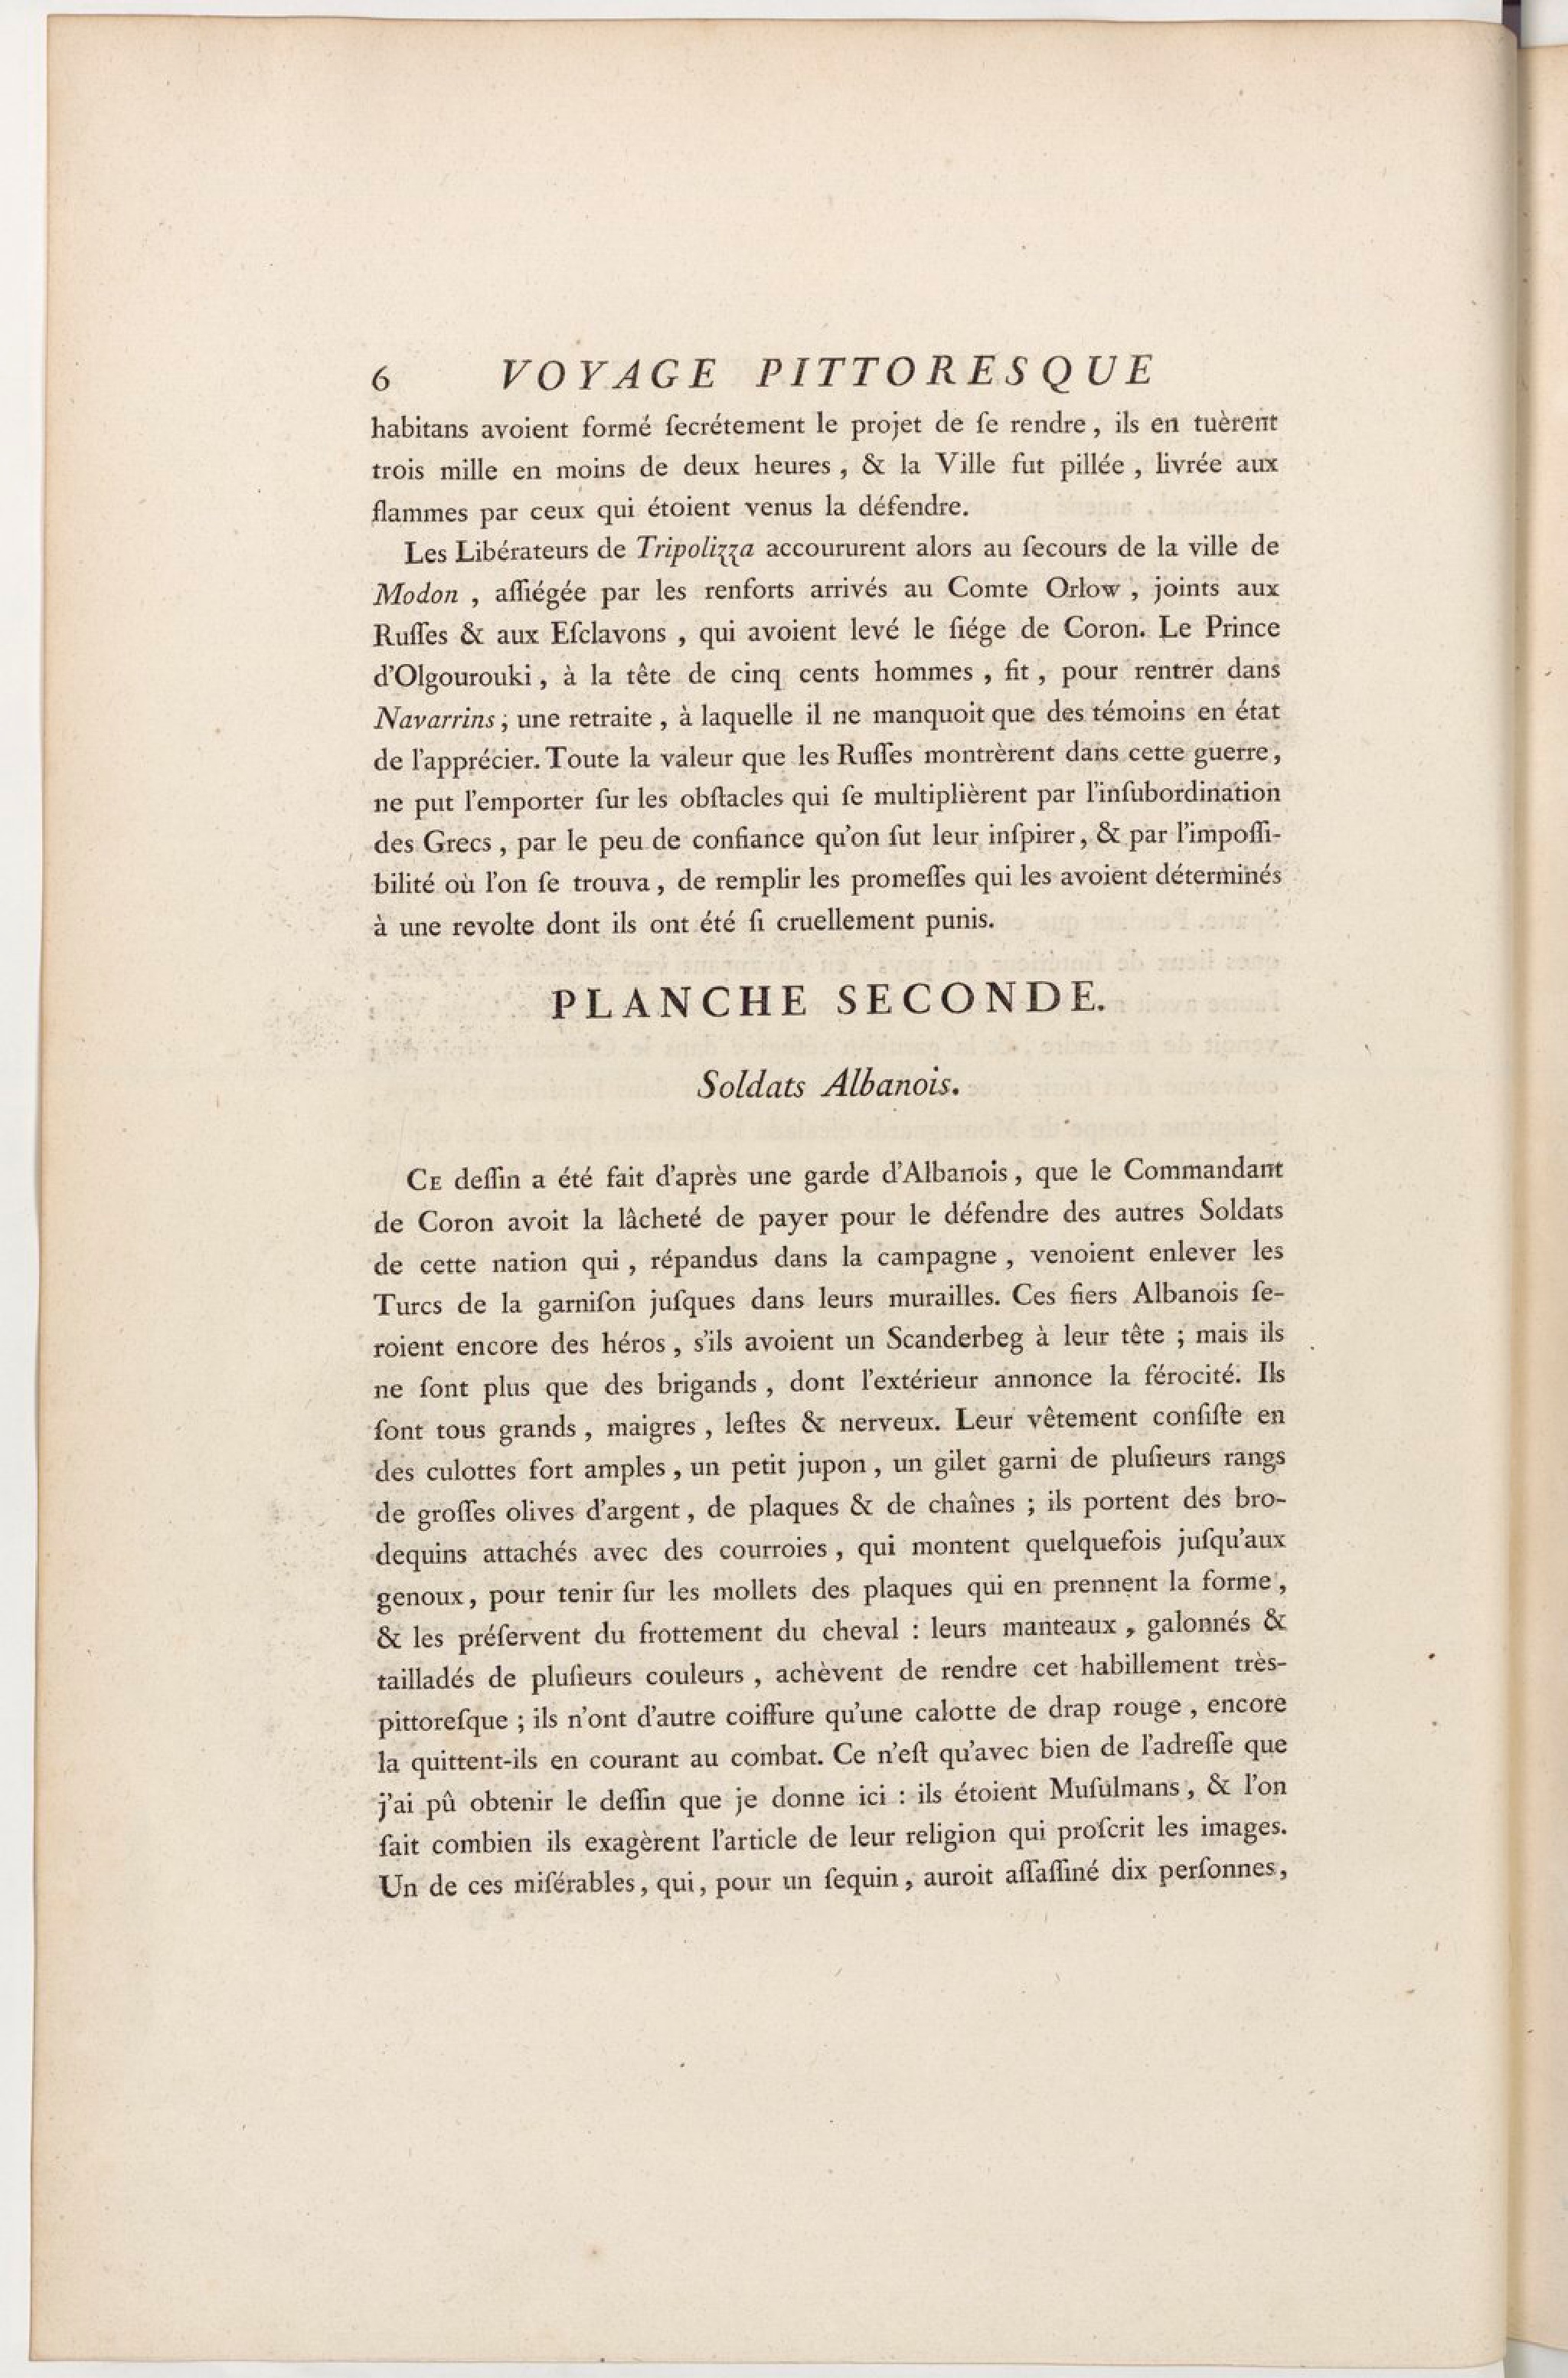 6 VOYAGE PITTORESQUE
habitans avoient formé ſecrétement le projet de ſe rendre, ils en tuèrent
trois mille en moins de deux heures, & la Ville fut pillée, livrée aux
flammes par ceux qui étoient venus la défendre.
Les Libérateurs de Tripolizza accoururent alors au ſecours de la ville de
Modon, aſſiégée par les renforts arrivés au Comte Orlow, joints aux
Ruſſes & aux Eſclavons, qui avoient levé le ſiége de Coron. Le Prince
d'Olgourouki, à la tête de cinq cents hommes, fit, pour rentrer dans
Navarrins; une retraite, à laquelle il ne manquoit que des témoins en état
de l'apprécier. Toute la valeur que les Ruſſes montrèrent dans cette guerre,
ne put l'emporter ſur les obſtacles qui ſe multiplièrent par l'inſubordination
des Grecs, par le peu de confiance qu'on ſut leur inſpirer, & par l'impoſſi-
bilité où l'on ſe trouva, de remplir les promeſſes qui les avoient déterminés
à une revolte dont ils ont été ſi cruellement punis.
PLANCHE SECONDE.
Soldats Albanois.
CE deſſin a été fait d'après une garde d'Albanois, que le Commandant
de Coron avoit la lâcheté de payer pour le défendre des autres Soldats
de cette nation qui, répandus dans la campagne, venoient enlever les
Turcs de la garniſon juſques dans leurs murailles. Ces fiers Albanois ſe-
roient encore des héros, s'ils avoient un Scanderbeg à leur tête; mais ils
ne ſont plus que des brigands, dont l'extérieur annonce la férocité. Ils
ſont tous grands, maigres, leſtes & nerveux. Leur vêtement conſiſte en
des culottes fort amples, un petit jupon, un gilet garni de pluſieurs rangs
de groſſes olives d'argent, de plaques & de chaînes; ils portent des bro-
dequins attachés avec des courroies, qui montent quelquefois juſqu'aux
genoux, pour tenir ſur les mollets des plaques qui en prennent la forme,
& les préſervent du frottement du cheval : leurs manteaux, galonnés &
tailladés de pluſieurs couleurs, achèvent de rendre cet habillement très-
pittoreſque; ils n'ont d'autre coiffure qu'une calotte de drap rouge, encore
la quittent-ils en courant au combat. Ce n'eſt qu'avec bien de l'adreſſe que
j'ai pû obtenir le deſſin que je donne ici : ils étoient Muſulmans, & l'on
ſait combien ils exagèrent l'article de leur religion qui proſcrit les images.
Un de ces miſérables, qui, pour un ſequin, auroit aſſaſſiné dix perſonnes,